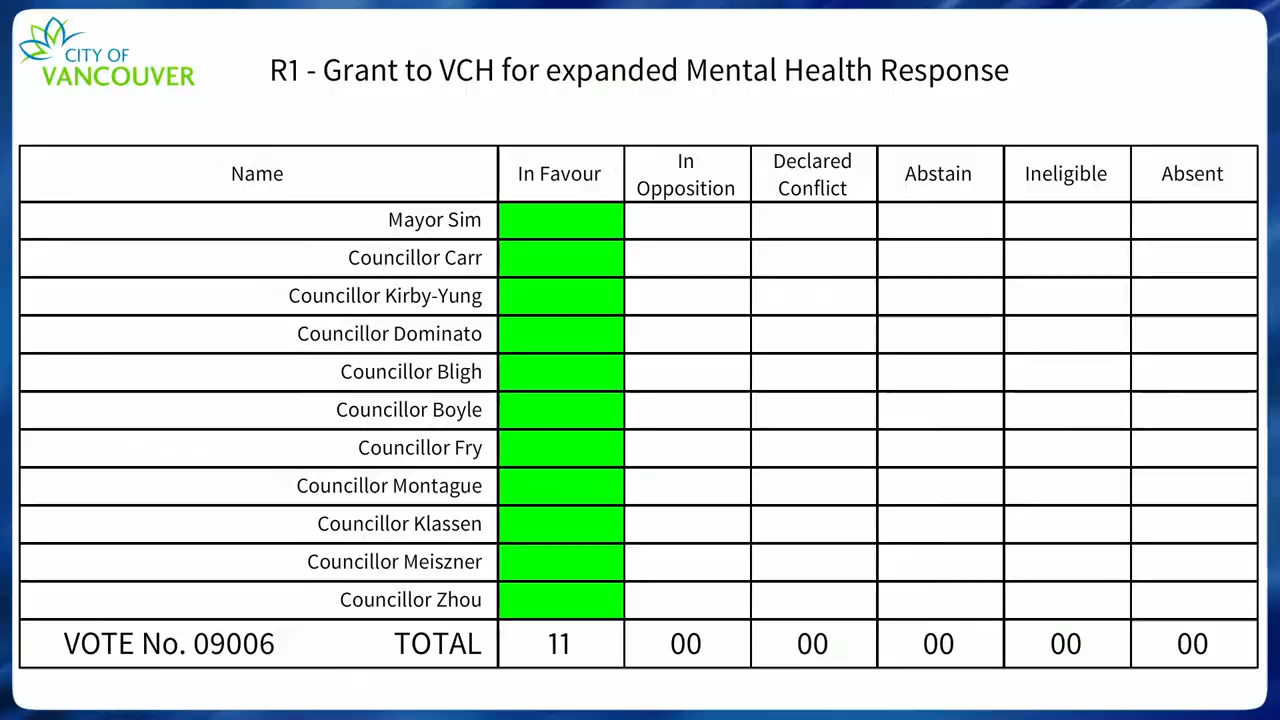 CITY OF
VANCOUVER
R1 - Grant to VCH for expanded Mental Health Response
Name In Favour In Opposition Declared Conflict Abstain Ineligible Absent
Mayor Sim
Councillor Carr
Councillor Kirby-Yung
Councillor Dominato
Councillor Bligh
Councillor Boyle
Councillor Fry
Councillor Montague
Councillor Klassen
Councillor Meiszner
Councillor Zhou
VOTE No. 09006 TOTAL 11 00 00 00 00 00